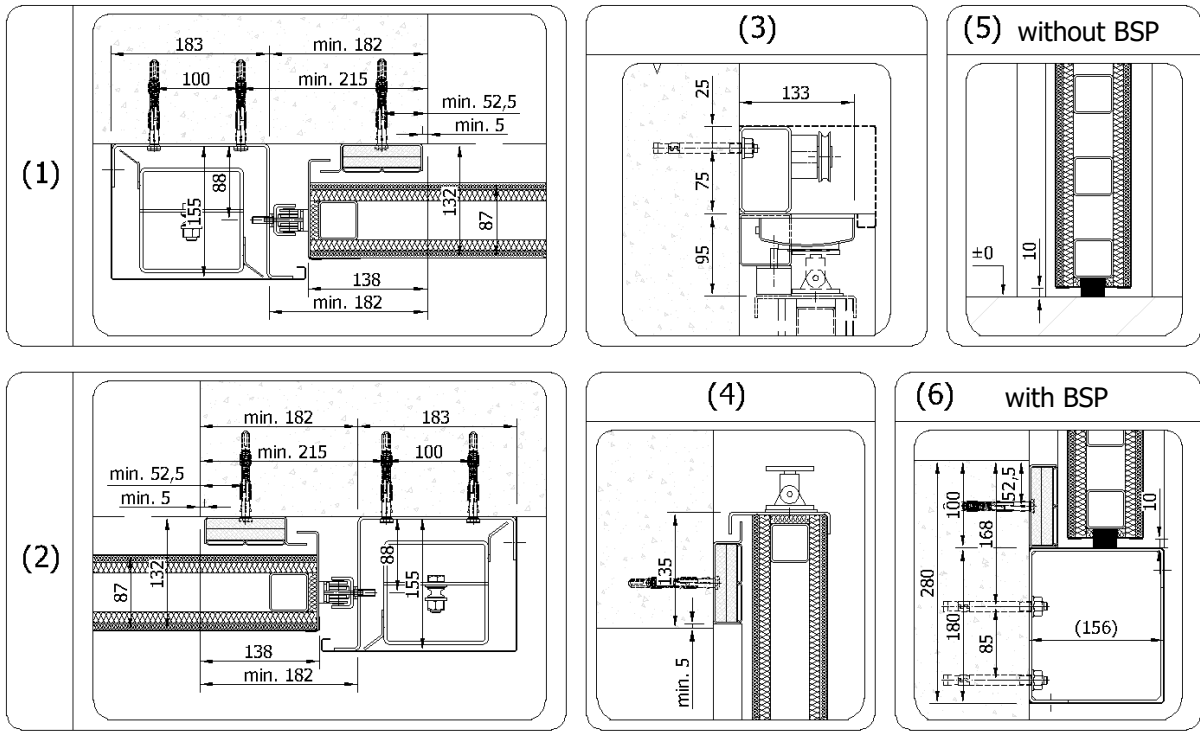 (1)
183
min. 182
100
min. 215
min. 52,5
min. 5
88
155
132
87
138
min. 182
(3)
25
133
75
95
(5) without BSP
±0
10
(2)
min. 182
183
min. 215
100
min. 52,5
min. 5
88
155
132
87
138
min. 182
(4)
135
min. 5
(6) with BSP
100
52,5
168
10
280
180
85
(156)